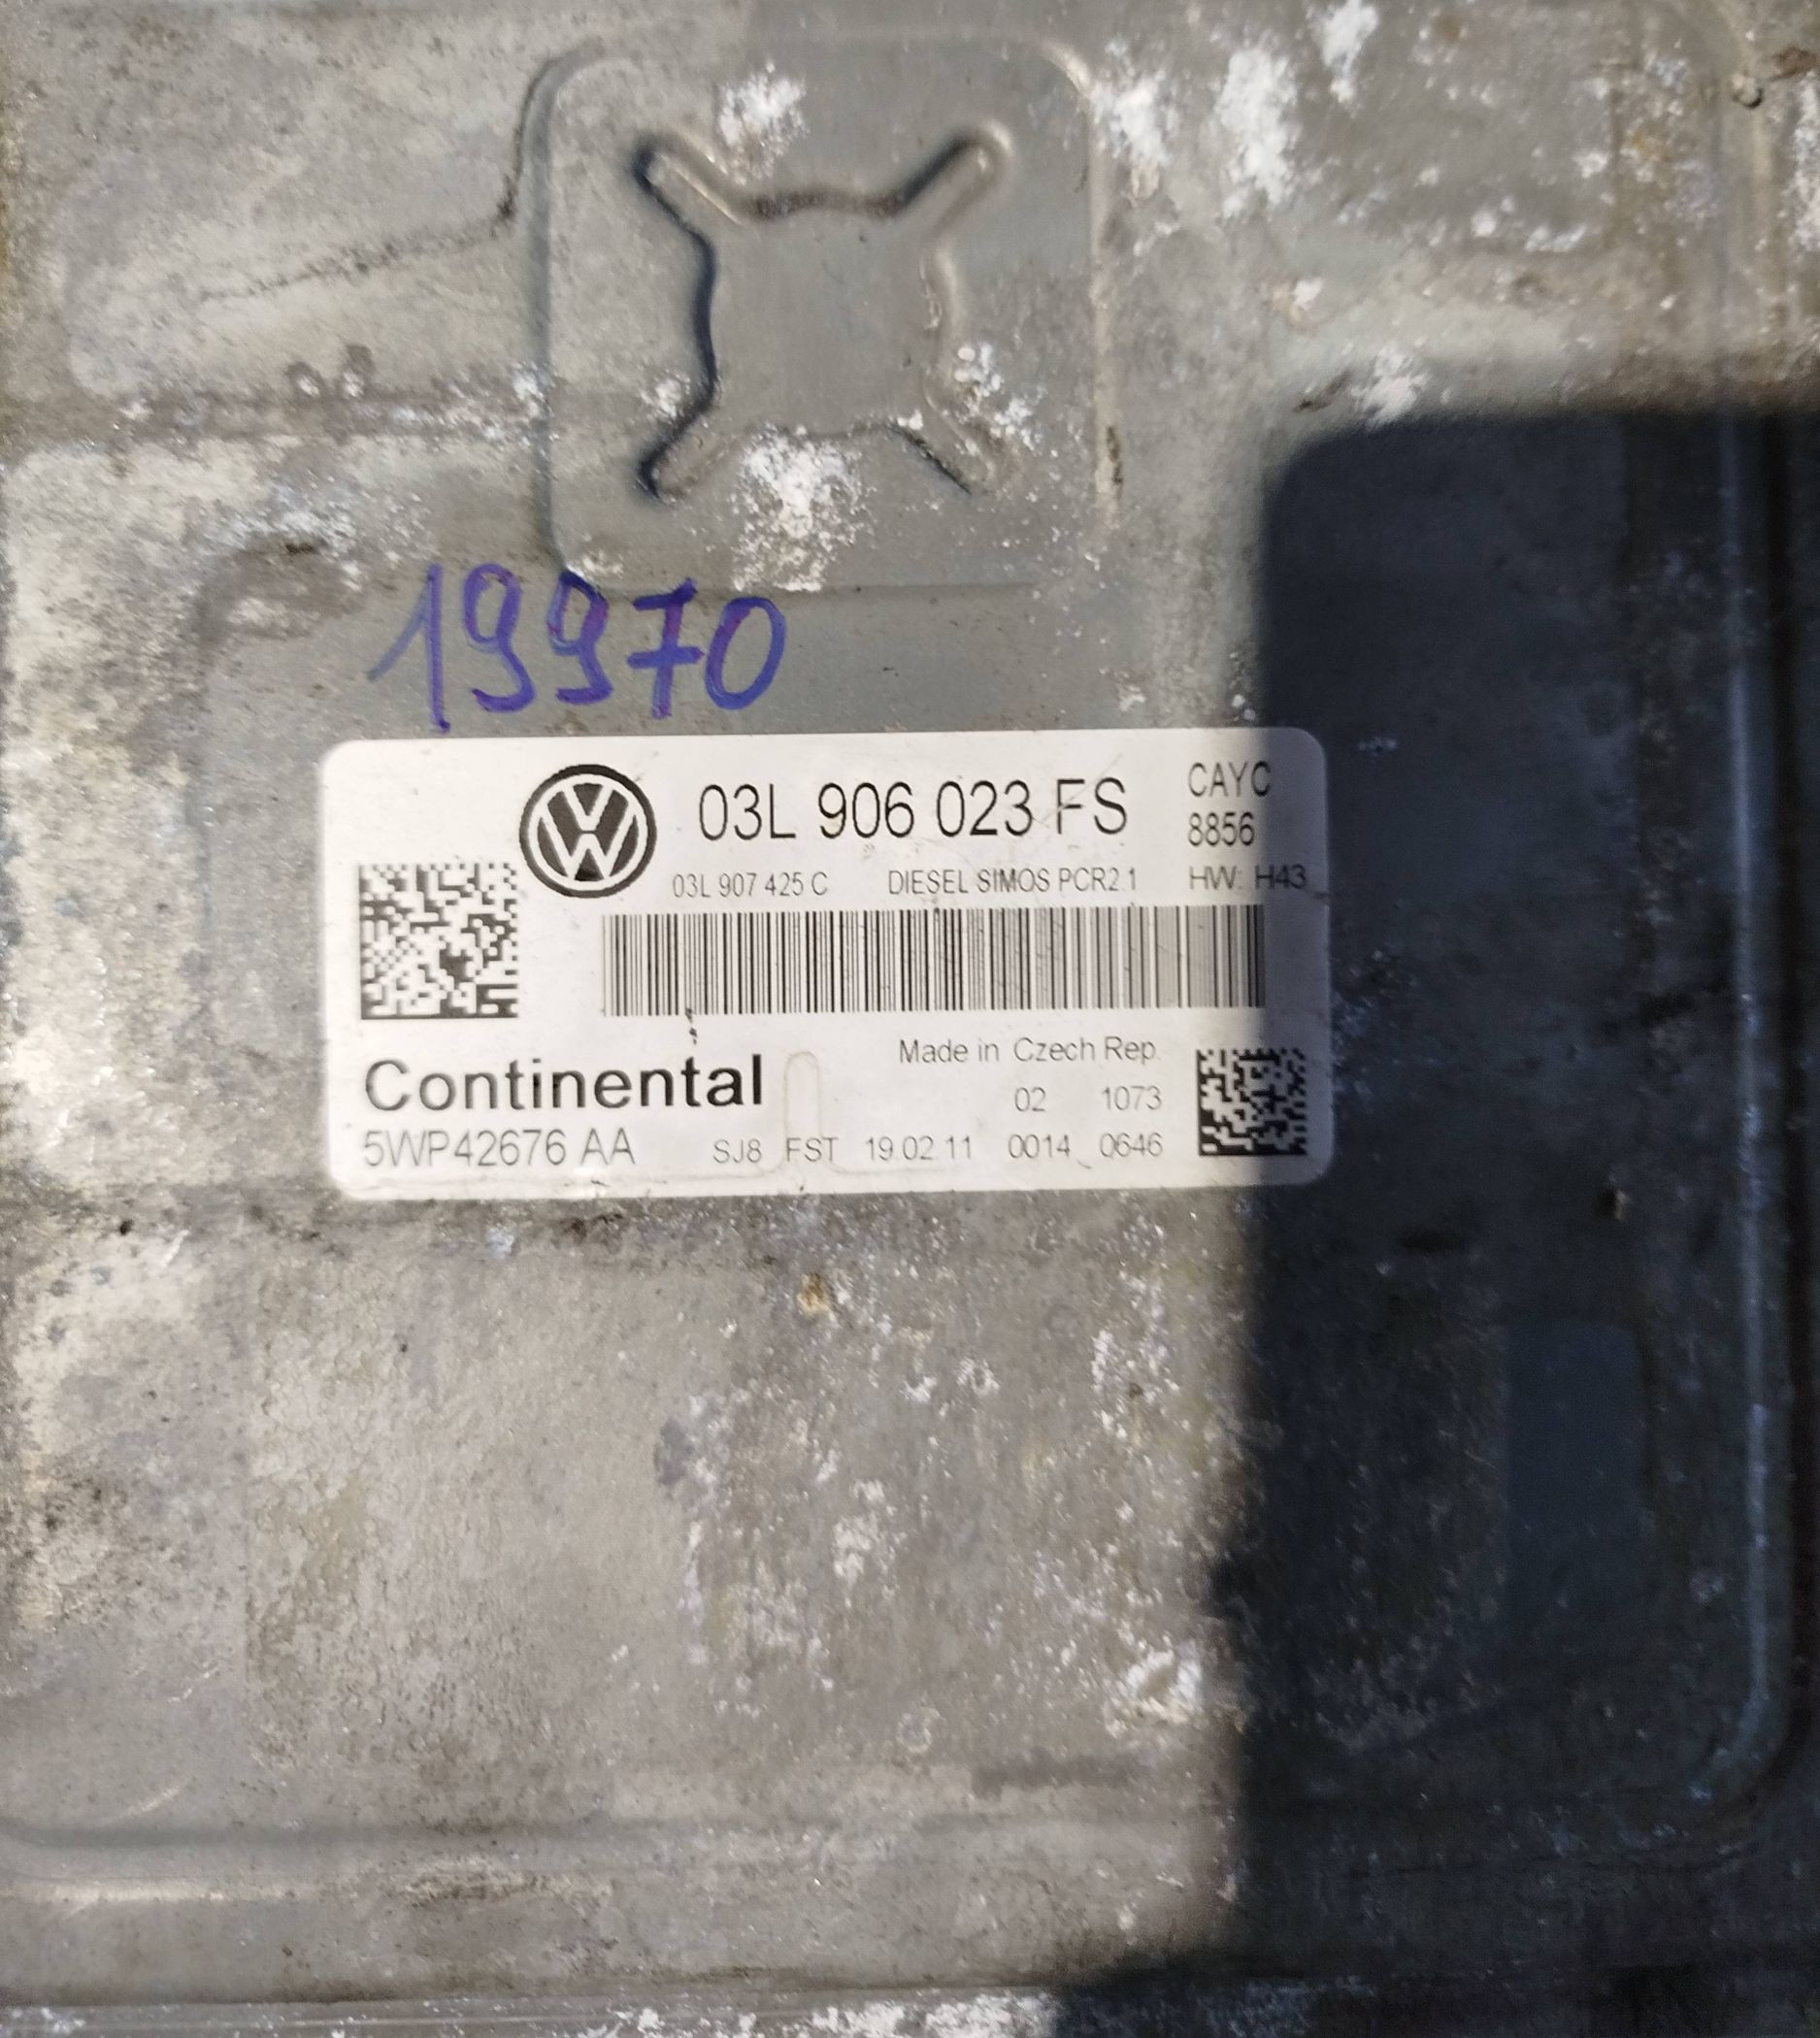 19970
03L 906 023 FS
CAYC
8856
03L 907 425 C DIESEL SIMOS PCR2.1 HW: H43
Made in Czech Rep.
Continental
02 1073
5WP42676 AA SJ8 FST 19.02.11 0014 0646